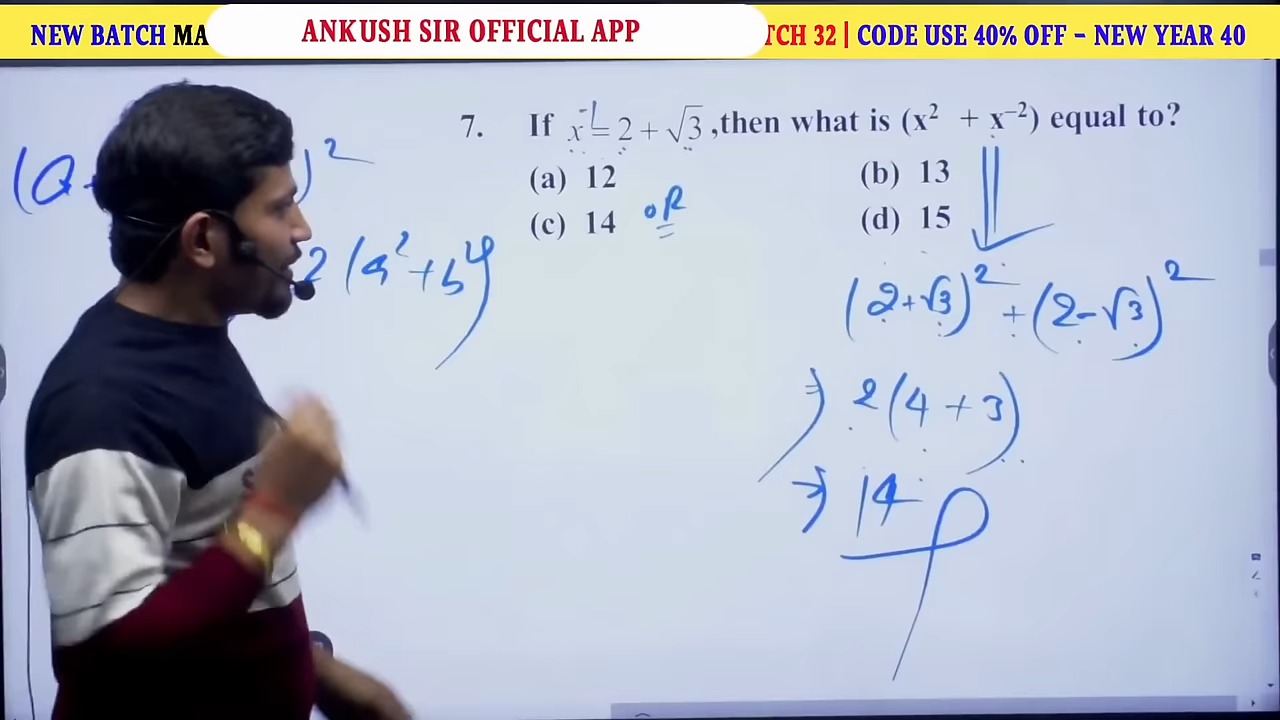 NEW BATCH MA
ANKUSH SIR OFFICIAL APP
TCH 32 | CODE USE 40% OFF - NEW YEAR 40
7. If x⁻¹ = 2 + √3 ,then what is (x² + x⁻²) equal to?
(a) 12
(b) 13
(c) 14 OR
(d) 15
)²
2(a²+b²)
(2+√3)² + (2-√3)²
⇒ 2(4+3)
⇒ 14